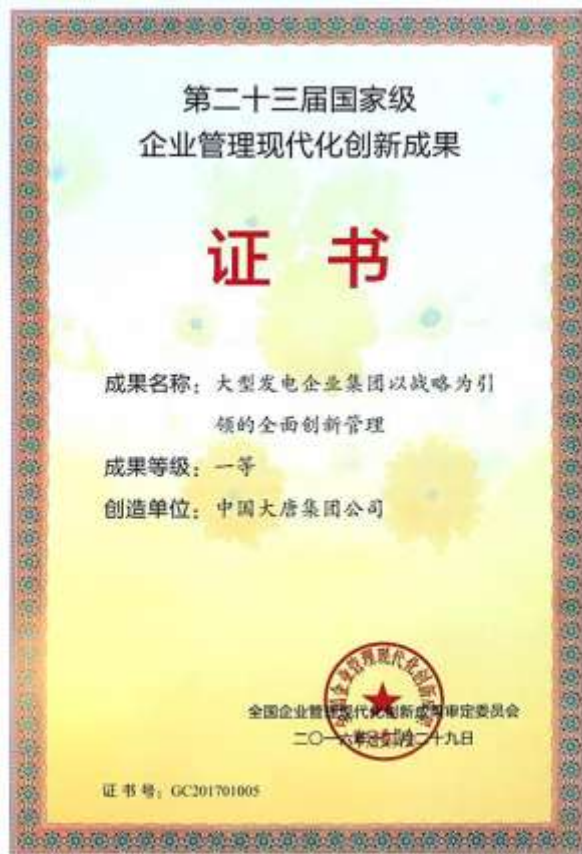 第二十三届国家级
企业管理现代化创新成果
证 书
成果名称：大型发电企业集团以战略为引
领的全面创新管理
成果等级：一等
创造单位：中国大唐集团公司
全国企业管理现代化创新成果审定委员会
二〇一六年 二十九日
证书号：GC201701005